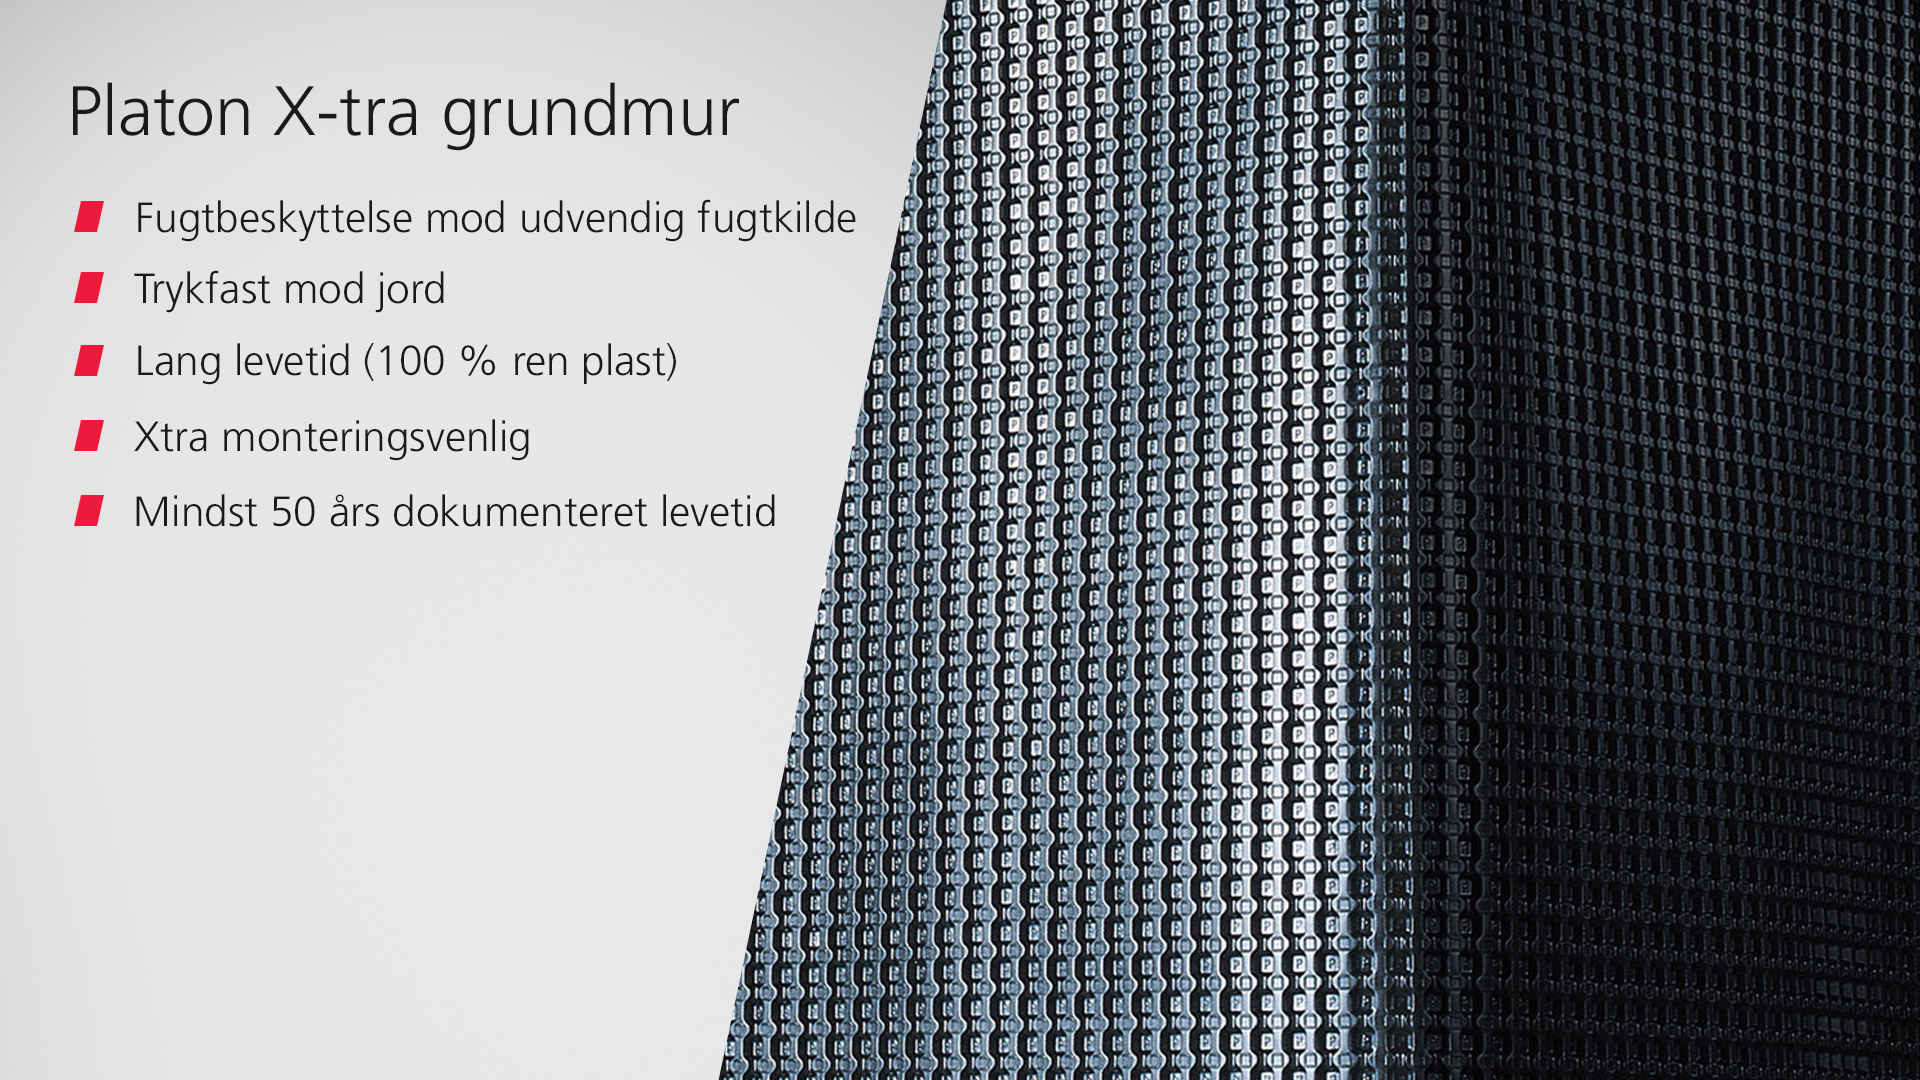 Platon X-tra grundmur
Fugtbeskyttelse mod udvendig fugtkilde
Trykfast mod jord
Lang levetid (100 % ren plast)
Xtra monteringsvenlig
Mindst 50 års dokumenteret levetid